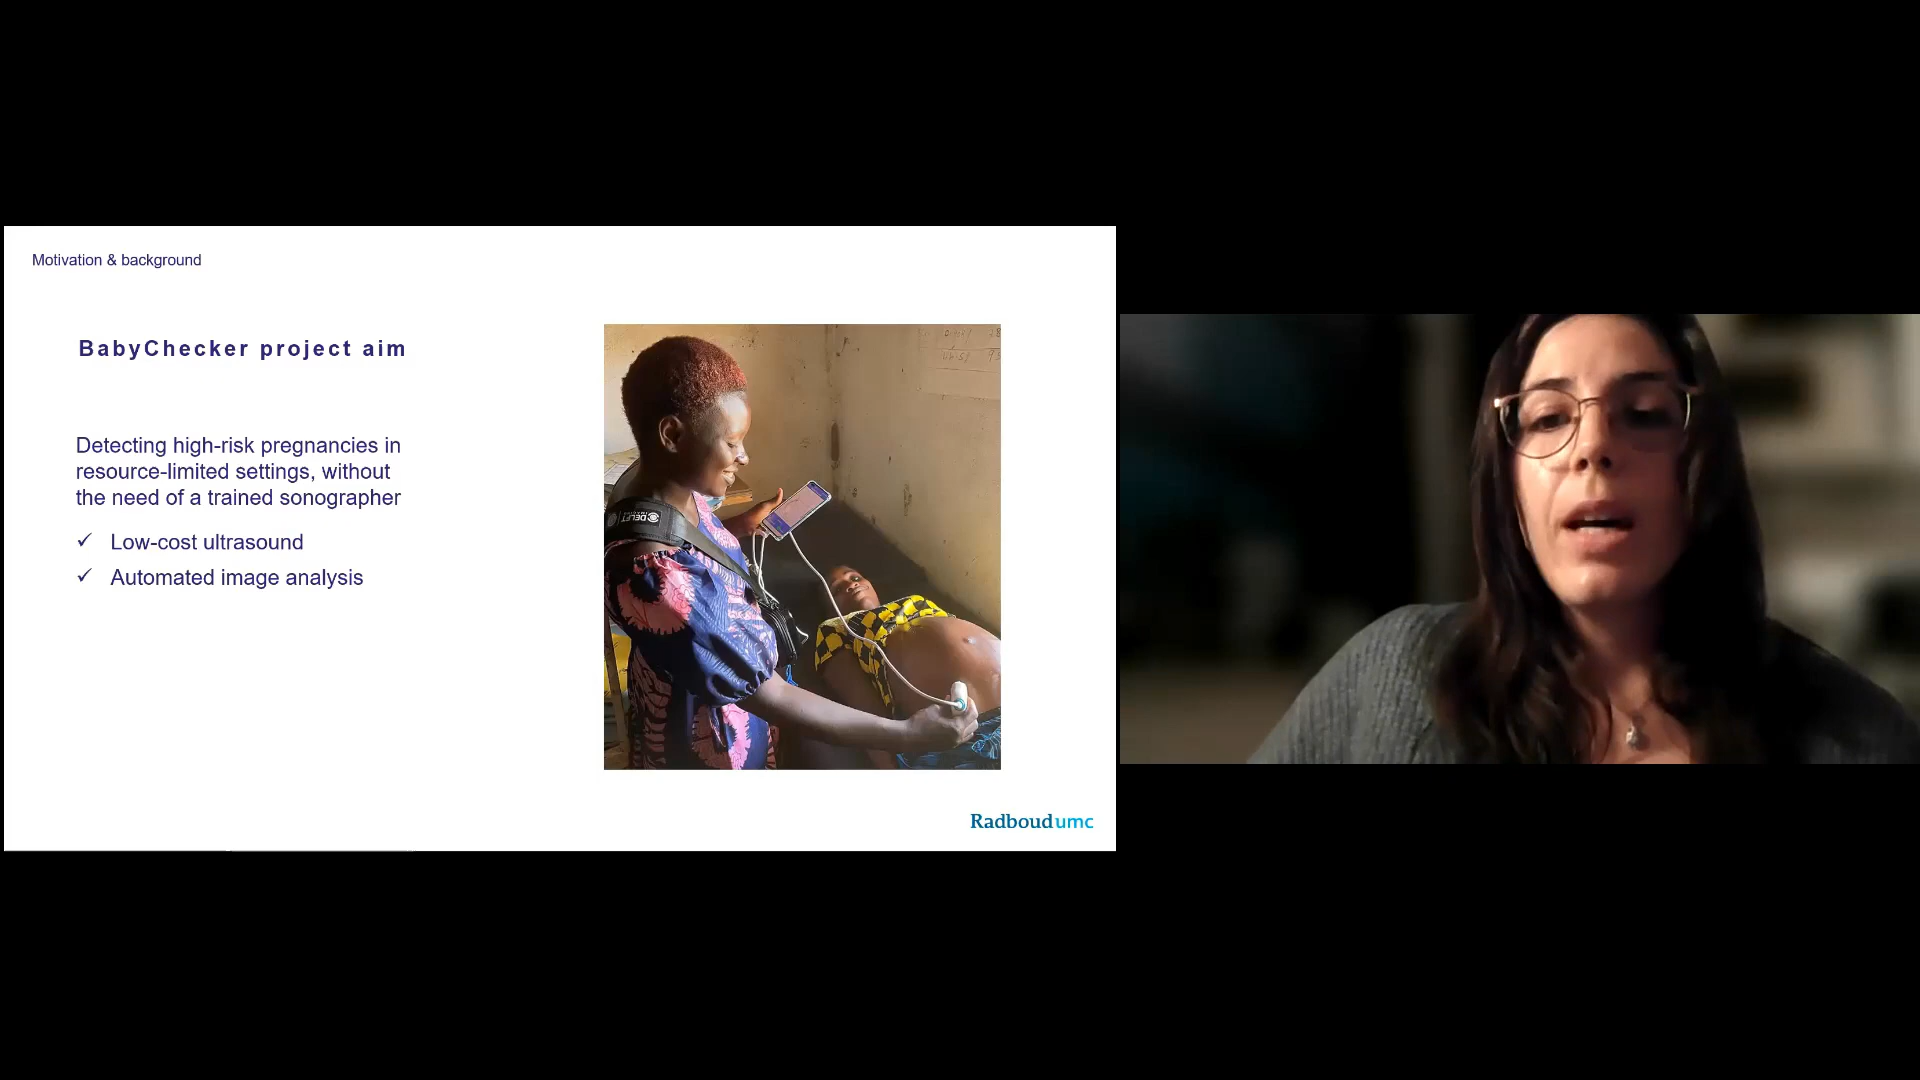 Motivation & background
BabyChecker project aim
Detecting high-risk pregnancies in
resource-limited settings, without
the need of a trained sonographer
✓ Low-cost ultrasound
✓ Automated image analysis
DELFT
Radboudumc